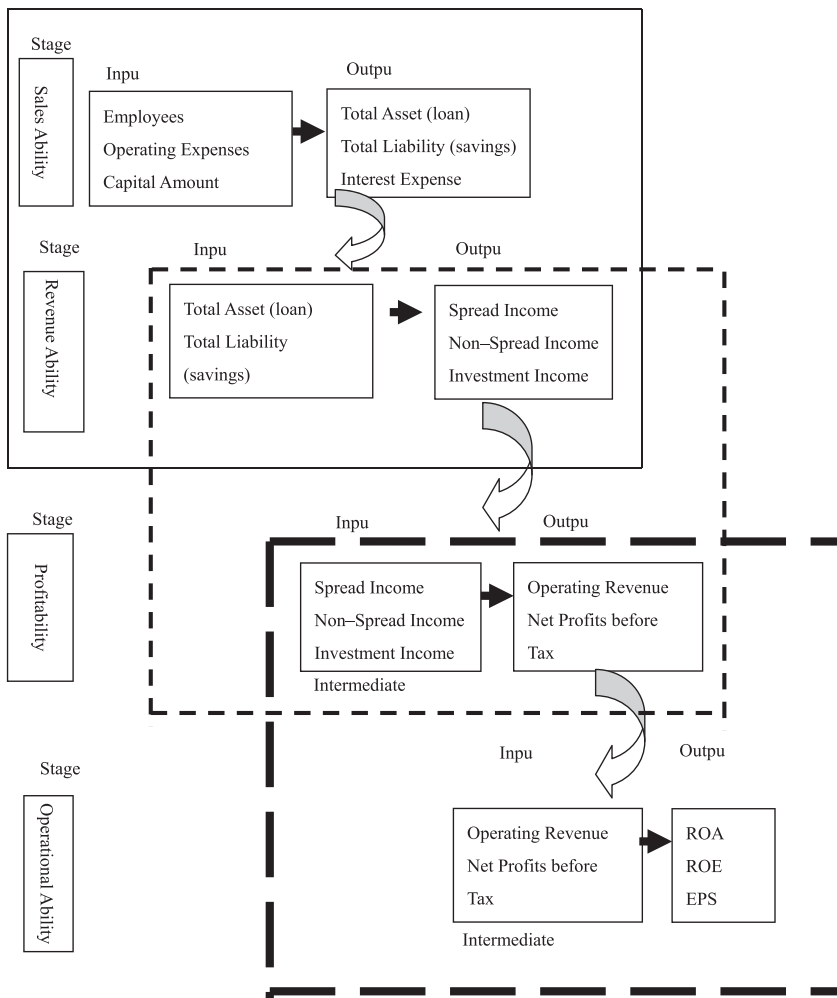 Stage
Inpu
Outpu
Sales Ability
Employees
Operating Expenses
Capital Amount
Total Asset (loan)
Total Liability (savings)
Interest Expense
Stage
Inpu
Outpu
Revenue Ability
Total Asset (loan)
Total Liability
(savings)
Spread Income
Non–Spread Income
Investment Income
Stage
Inpu
Outpu
Profitability
Spread Income
Non–Spread Income
Investment Income
Intermediate
Operating Revenue
Net Profits before
Tax
Stage
Inpu
Outpu
Operational Ability
Operating Revenue
Net Profits before
Tax
Intermediate
ROA
ROE
EPS